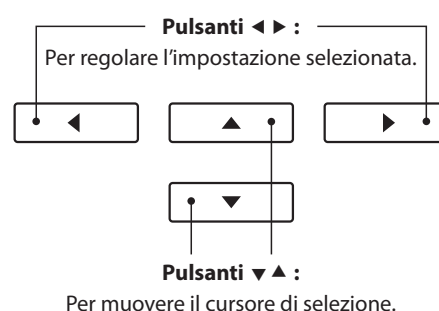 Pulsanti ◀ ▶ :
Per regolare l’impostazione selezionata.
◀ ▲ ▶
▼
Pulsanti ▼ ▲ :
Per muovere il cursore di selezione.